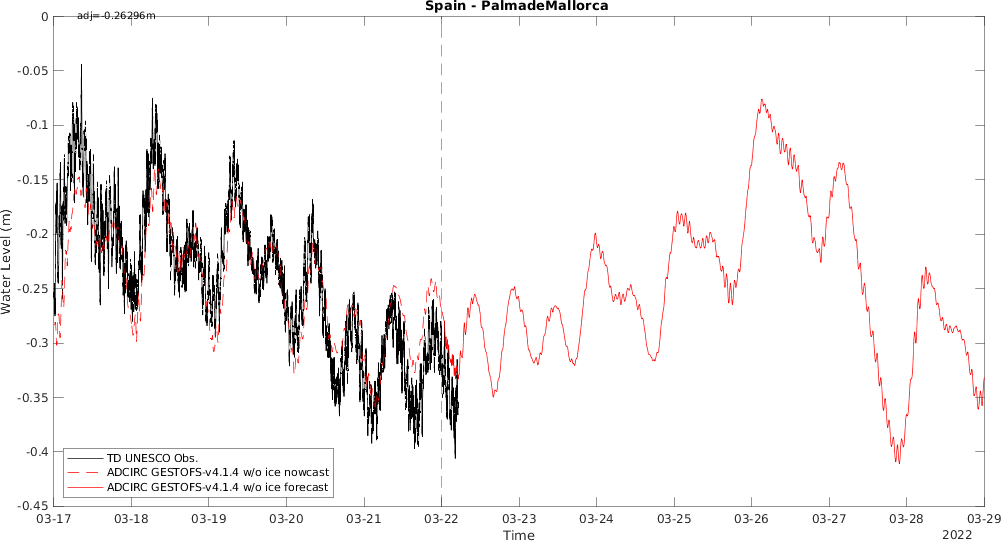 Spain - PalmadeMallorca
adj=-0.26296m
0
-0.05
-0.1
-0.15
-0.2
-0.25
-0.3
-0.35
-0.4
-0.45
Water Level (m)
TD UNESCO Obs.
ADCIRC GESTOFS-v4.1.4 w/o ice nowcast
ADCIRC GESTOFS-v4.1.4 w/o ice forecast
03-17 03-18 03-19 03-20 03-21 03-22 03-23 03-24 03-25 03-26 03-27 03-28 03-29
Time
2022